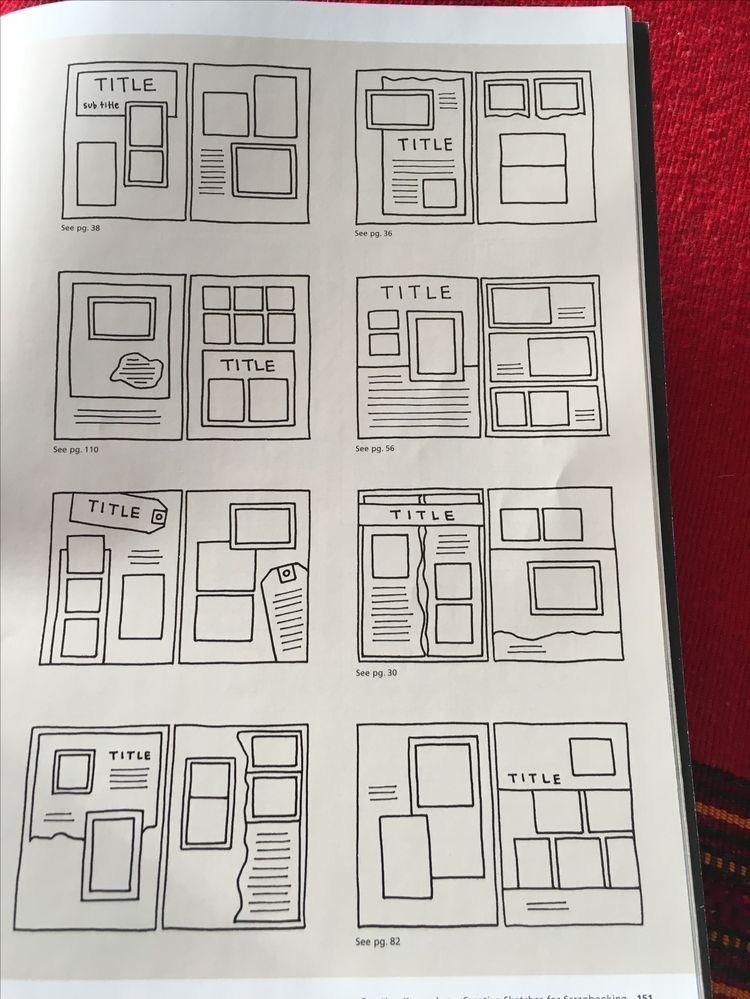 TITLE
sub title
See pg. 38
TITLE
See pg. 36
TITLE
See pg. 110
TITLE
See pg. 56
TITLE
TITLE
See pg. 30
TITLE
TITLE
See pg. 82
Creative Sketches for Scrapbooking 151